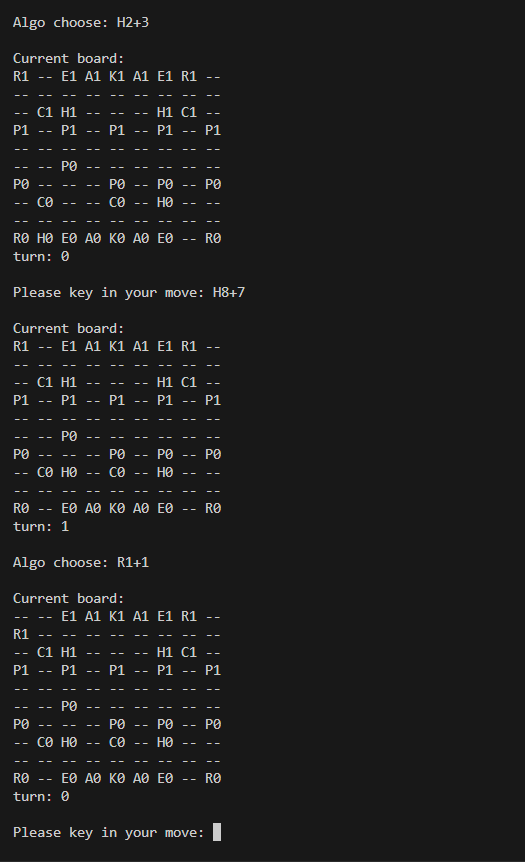 Algo choose: H2+3
Current board:
R1 -- E1 A1 K1 A1 E1 R1 --
-- -- -- -- -- -- -- -- --
-- C1 H1 -- -- -- H1 C1 --
P1 -- P1 -- P1 -- P1 -- P1
-- -- -- -- -- -- -- -- --
-- -- P0 -- -- -- -- -- --
P0 -- -- -- P0 -- P0 -- P0
-- C0 -- -- C0 -- H0 -- --
-- -- -- -- -- -- -- -- --
R0 H0 E0 A0 K0 A0 E0 -- R0
turn: 0
Please key in your move: H8+7
Current board:
R1 -- E1 A1 K1 A1 E1 R1 --
-- -- -- -- -- -- -- -- --
-- C1 H1 -- -- -- H1 C1 --
P1 -- P1 -- P1 -- P1 -- P1
-- -- -- -- -- -- -- -- --
-- -- P0 -- -- -- -- -- --
P0 -- -- -- P0 -- P0 -- P0
-- C0 H0 -- C0 -- H0 -- --
-- -- -- -- -- -- -- -- --
R0 -- E0 A0 K0 A0 E0 -- R0
turn: 1
Algo choose: R1+1
Current board:
-- -- E1 A1 K1 A1 E1 R1 --
R1 -- -- -- -- -- -- -- --
-- C1 H1 -- -- -- H1 C1 --
P1 -- P1 -- P1 -- P1 -- P1
-- -- -- -- -- -- -- -- --
-- -- P0 -- -- -- -- -- --
P0 -- -- -- P0 -- P0 -- P0
-- C0 H0 -- C0 -- H0 -- --
-- -- -- -- -- -- -- -- --
R0 -- E0 A0 K0 A0 E0 -- R0
turn: 0
Please key in your move: